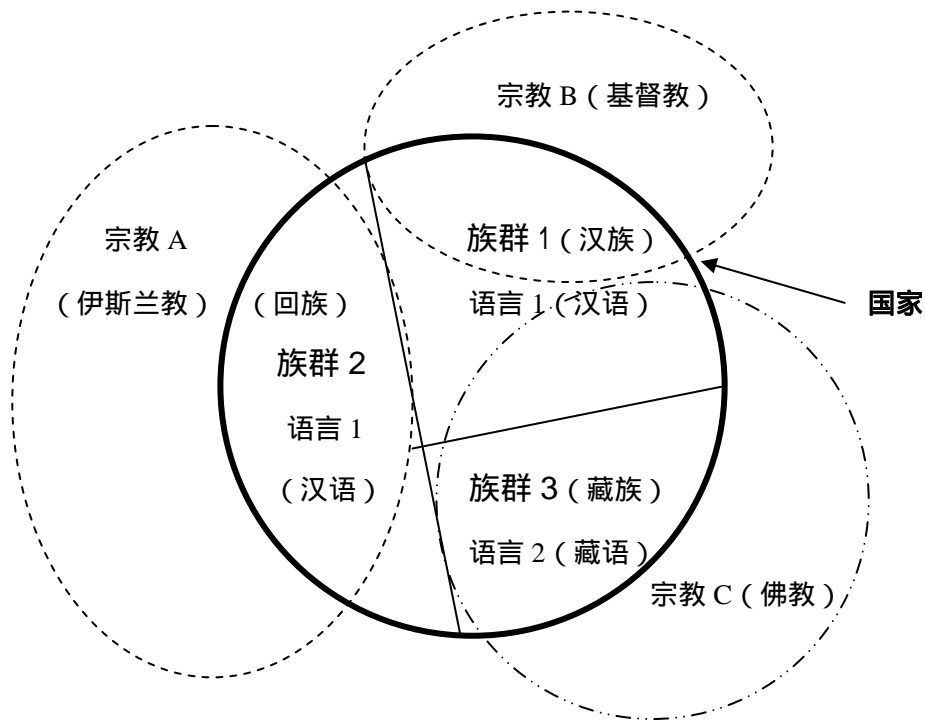 宗教 B（基督教）
宗教 A
（伊斯兰教）
（回族）
族群 2
语言 1
（汉语）
族群 1（汉族）
语言 1（汉语）
国家
族群 3（藏族）
语言 2（藏语）
宗教 C（佛教）